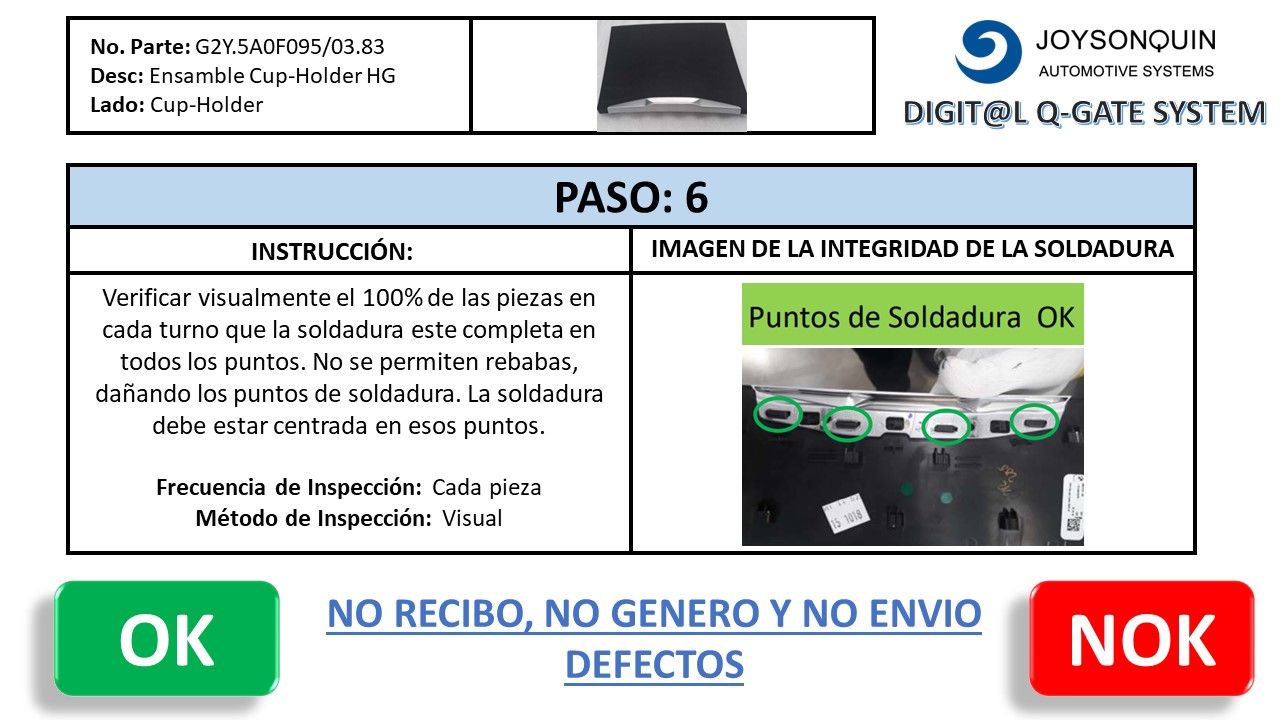 No. Parte: G2Y.5A0F095/03.83
Desc: Ensamble Cup-Holder HG
Lado: Cup-Holder
JOYSONQUIN
AUTOMOTIVE SYSTEMS
DIGIT@L Q-GATE SYSTEM
PASO: 6
INSTRUCCIÓN:
IMAGEN DE LA INTEGRIDAD DE LA SOLDADURA
Verificar visualmente el 100% de las piezas en
cada turno que la soldadura este completa en
todos los puntos. No se permiten rebabas,
dañando los puntos de soldadura. La soldadura
debe estar centrada en esos puntos.
Frecuencia de Inspección: Cada pieza
Método de Inspección: Visual
Puntos de Soldadura OK
15 1018
OK
NO RECIBO, NO GENERO Y NO ENVIO
DEFECTOS
NOK